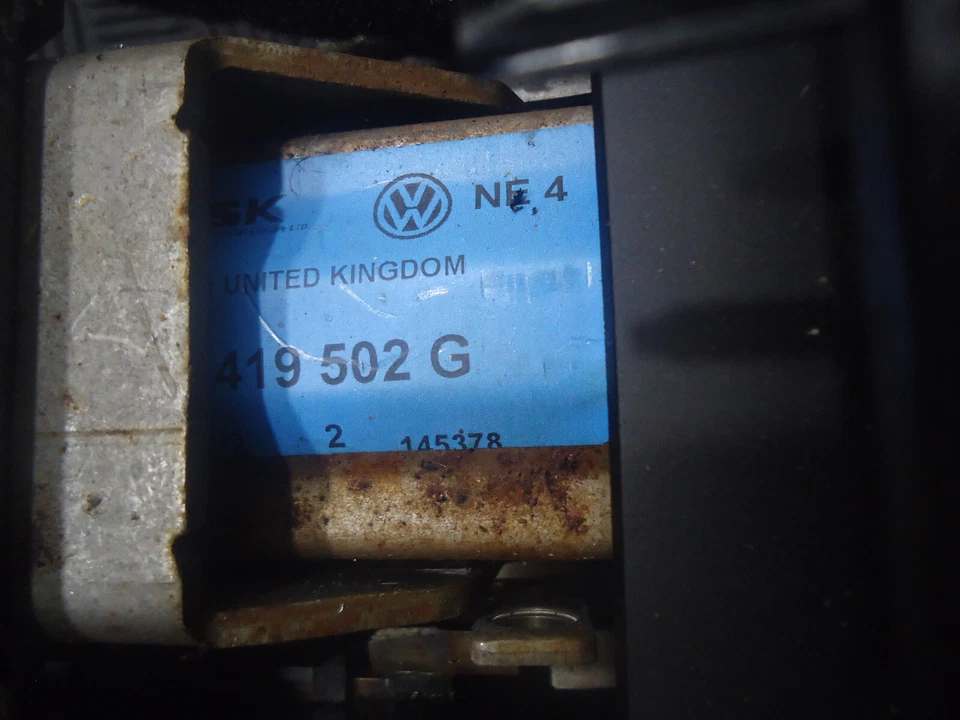 SK NE 4
UNITED KINGDOM
419 502 G
2 145378